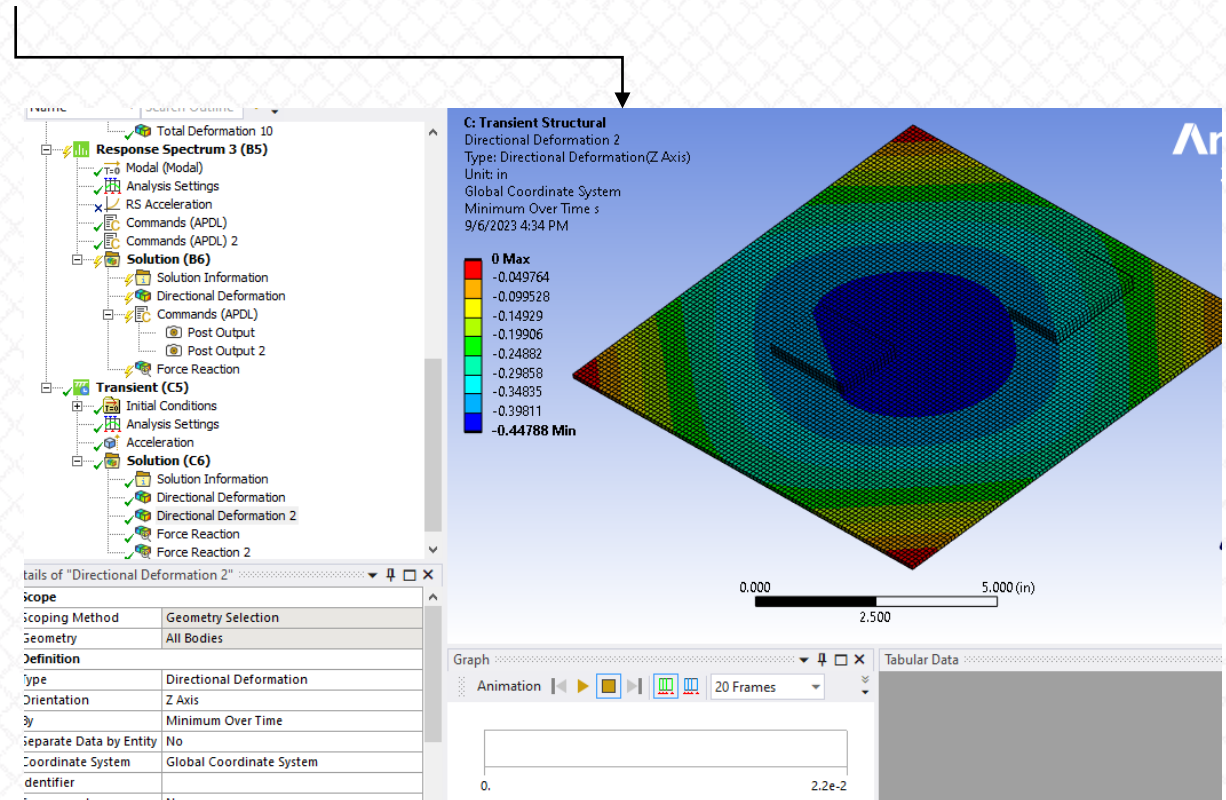 Total Deformation 10
Response Spectrum 3 (B5)
T=0 Modal (Modal)
Analysis Settings
RS Acceleration
Commands (APDL)
Commands (APDL) 2
Solution (B6)
Solution Information
Directional Deformation
Commands (APDL)
Post Output
Post Output 2
Force Reaction
Transient (C5)
T=0 Initial Conditions
Analysis Settings
Acceleration
Solution (C6)
Solution Information
Directional Deformation
Directional Deformation 2
Force Reaction
Force Reaction 2
tails of "Directional Deformation 2"
Scope
Scoping Method Geometry Selection
Geometry All Bodies
Definition
Type Directional Deformation
Orientation Z Axis
By Minimum Over Time
Separate Data by Entity No
Coordinate System Global Coordinate System
Identifier
C: Transient Structural
Directional Deformation 2
Type: Directional Deformation(Z Axis)
Unit: in
Global Coordinate System
Minimum Over Time s
9/6/2023 4:34 PM
0 Max
-0.049764
-0.099528
-0.14929
-0.19906
-0.24882
-0.29858
-0.34835
-0.39811
-0.44788 Min
0.000 5.000 (in)
2.500
Graph
Animation 20 Frames
0. 2.2e-2
Tabular Data